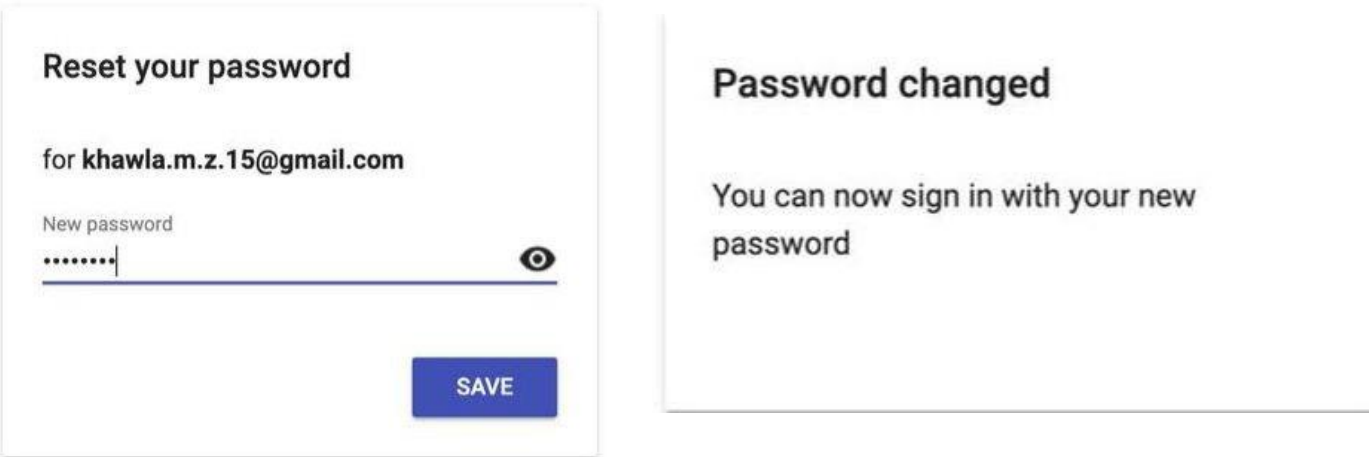 Reset your password
for khawla.m.z.15@gmail.com
New password
••••••••
SAVE
Password changed
You can now sign in with your new
password